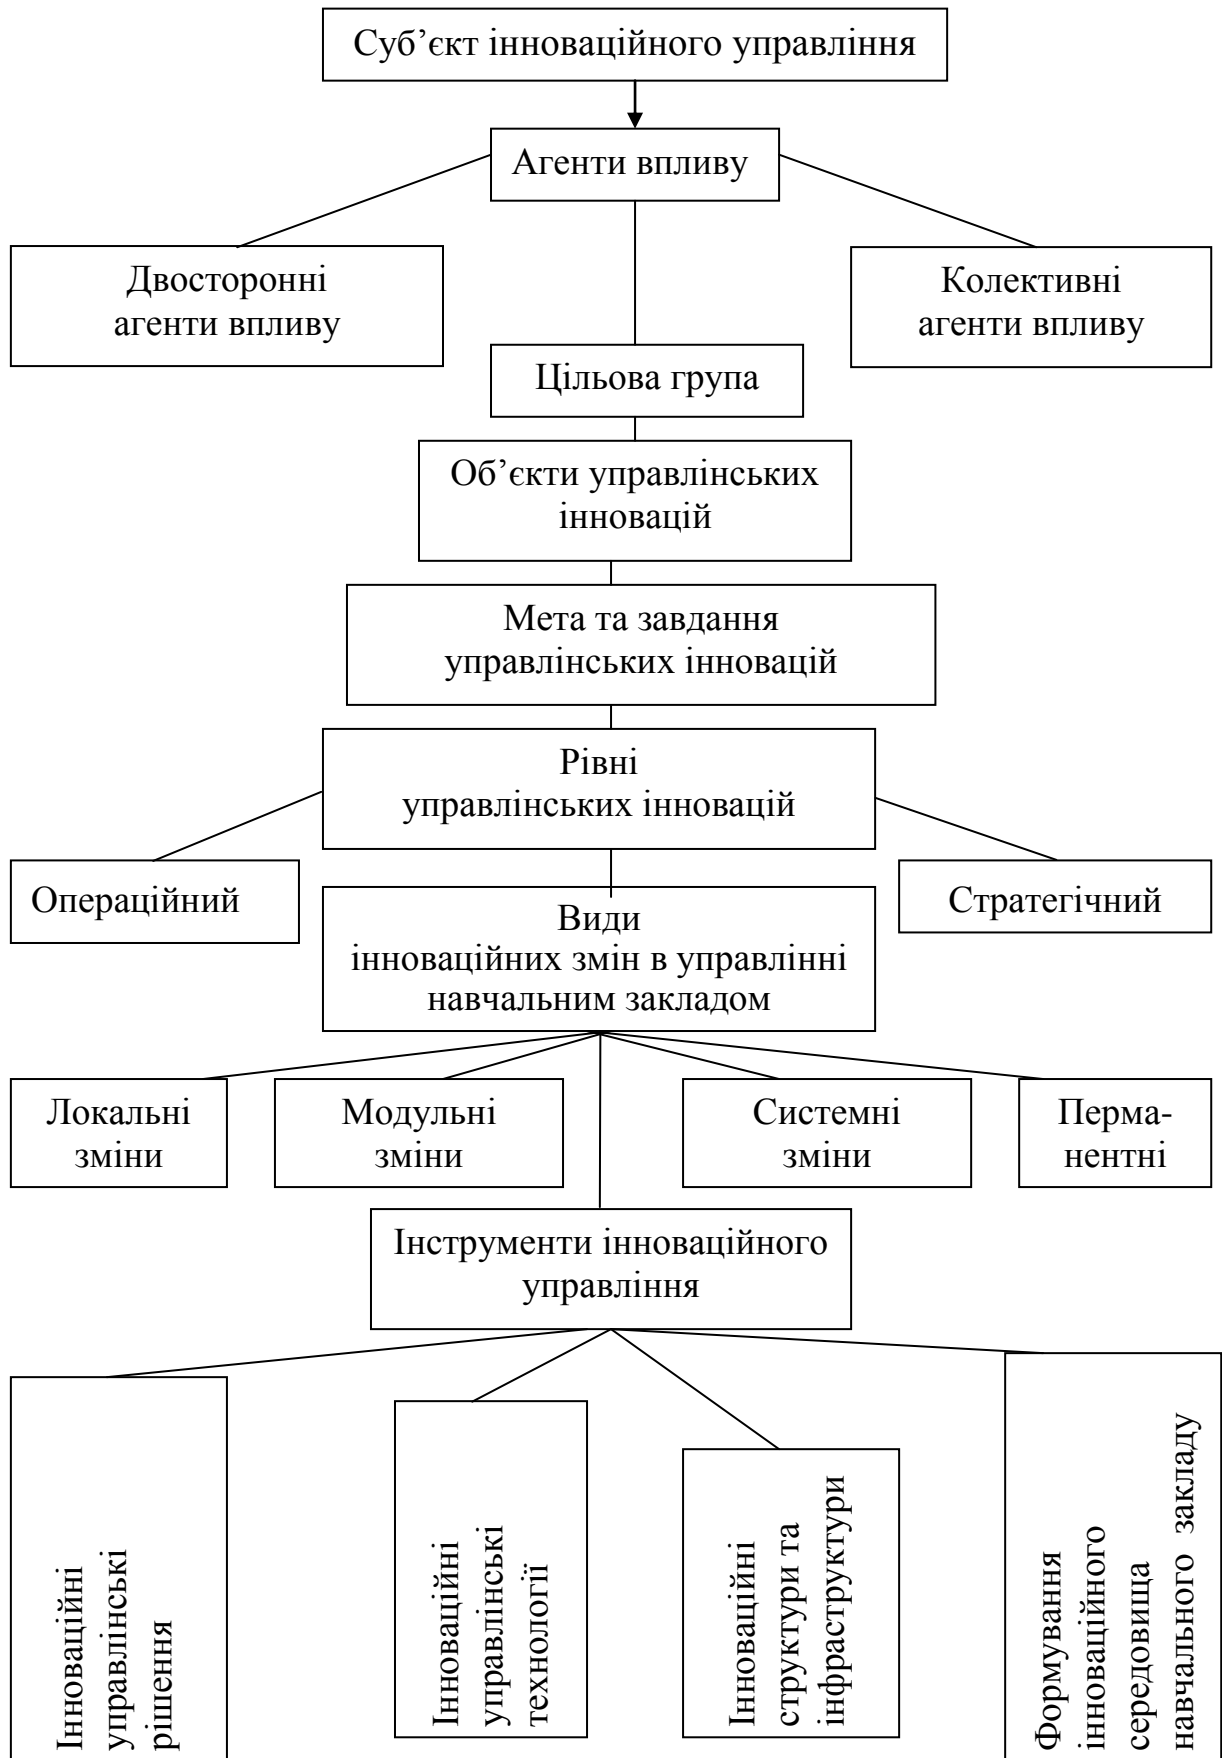 Суб’єкт інноваційного управління
Агенти впливу
Двосторонні
агенти впливу
Колективні
агенти впливу
Цільова група
Об’єкти управлінських
інновацій
Мета та завдання
управлінських інновацій
Рівні
управлінських інновацій
Операційний
Стратегічний
Види
інноваційних змін в управлінні
навчальним закладом
Локальні
зміни
Модульні
зміни
Системні
зміни
Перма-
нентні
Інструменти інноваційного
управління
Інноваційні
управлінські
рішення
Інноваційні
управлінські
технології
Інноваційні
структури та
інфраструктури
Формування
інноваційного
середовища
навчального закладу